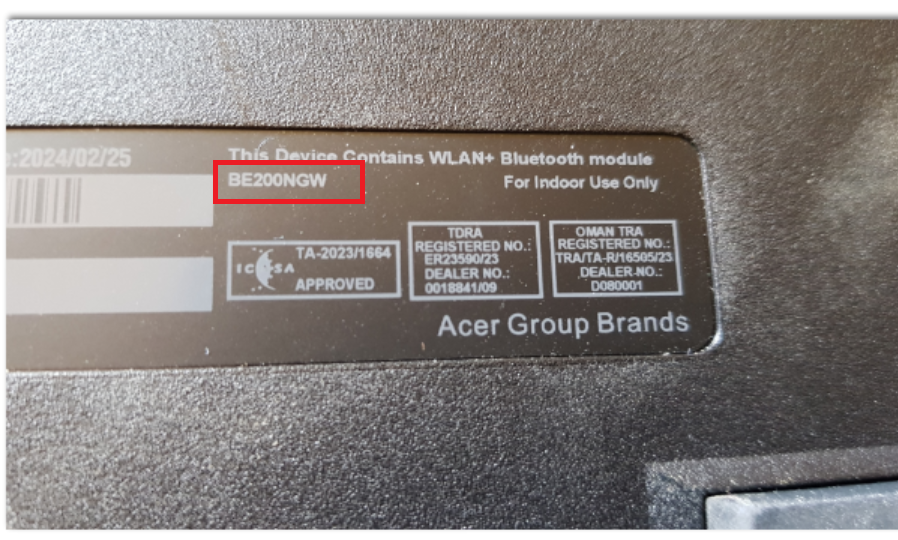 :2024/02/25
This Device Contains WLAN+ Bluetooth module
BE200NGW
For Indoor Use Only
ICASA
TA-2023/1664
APPROVED
TDRA
REGISTERED NO.:
ER23590/23
DEALER NO.:
0018841/09
OMAN TRA
REGISTERED NO.:
TRA/TA-R/16505/23
DEALER NO.:
D080001
Acer Group Brands